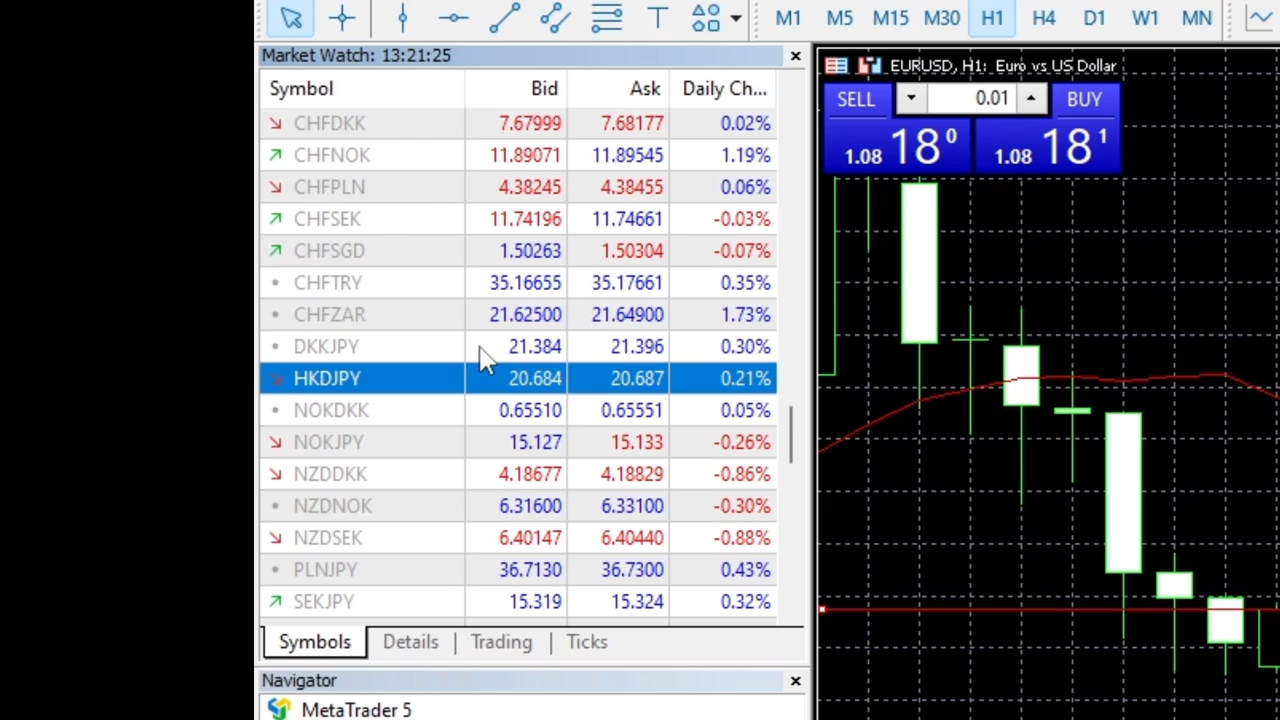 M1 M5 M15 M30 H1 H4 D1 W1 MN
Market Watch: 13:21:25
Symbol Bid Ask Daily Ch...
CHFDKK 7.67999 7.68177 0.02%
CHFNOK 11.89071 11.89545 1.19%
CHFPLN 4.38245 4.38455 0.06%
CHFSEK 11.74196 11.74661 -0.03%
CHFSGD 1.50263 1.50304 -0.07%
CHFTRY 35.16655 35.17661 0.35%
CHFZAR 21.62500 21.64900 1.73%
DKKJPY 21.384 21.396 0.30%
HKDJPY 20.684 20.687 0.21%
NOKDKK 0.65510 0.65551 0.05%
NOKJPY 15.127 15.133 -0.26%
NZDDKK 4.18677 4.18829 -0.86%
NZDNOK 6.31600 6.33100 -0.30%
NZDSEK 6.40147 6.40440 -0.88%
PLNJPY 36.7130 36.7300 0.43%
SEKJPY 15.319 15.324 0.32%
Symbols Details Trading Ticks
Navigator
MetaTrader 5
EURUSD, H1: Euro vs US Dollar
SELL 0.01 BUY
1.08 18 0 1.08 18 1